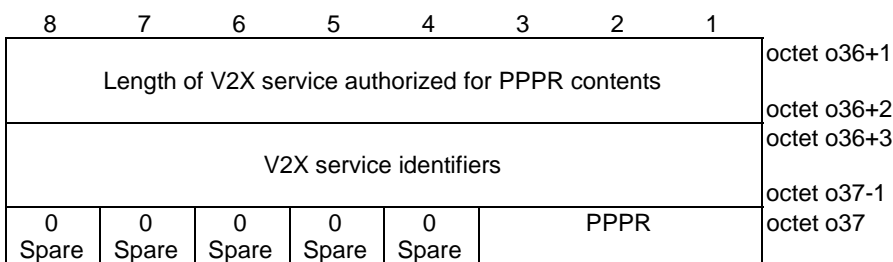 8 7 6 5 4 3 2 1
octet o36+1
Length of V2X service authorized for PPPR contents
octet o36+2
octet o36+3
V2X service identifiers
octet o37-1
0 0 0 0 0 PPPR octet o37
Spare Spare Spare Spare Spare